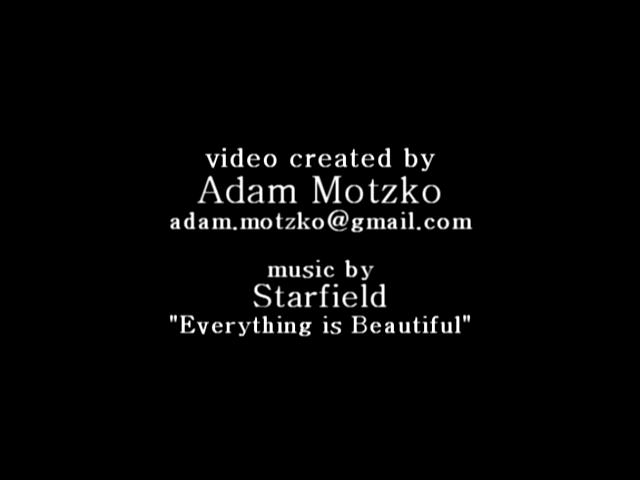 video created by
Adam Motzko
adam.motzko@gmail.com
music by
Starfield
"Everything is Beautiful"